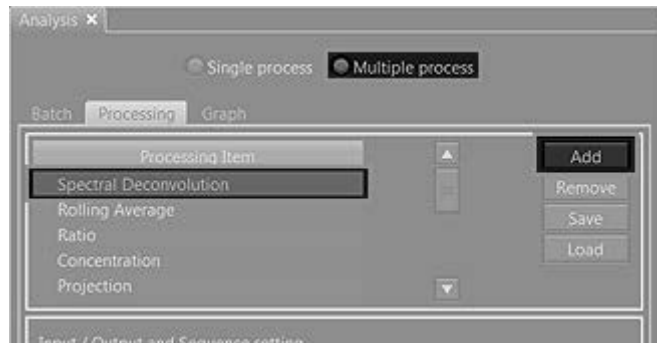 Analysis ×
Single process Multiple process
Batch Processing Graph
Processing Item
Add
Spectral Deconvolution
Remove
Rolling Average
Save
Ratio
Load
Concentration
Projection
Input / Output and Sequence setting